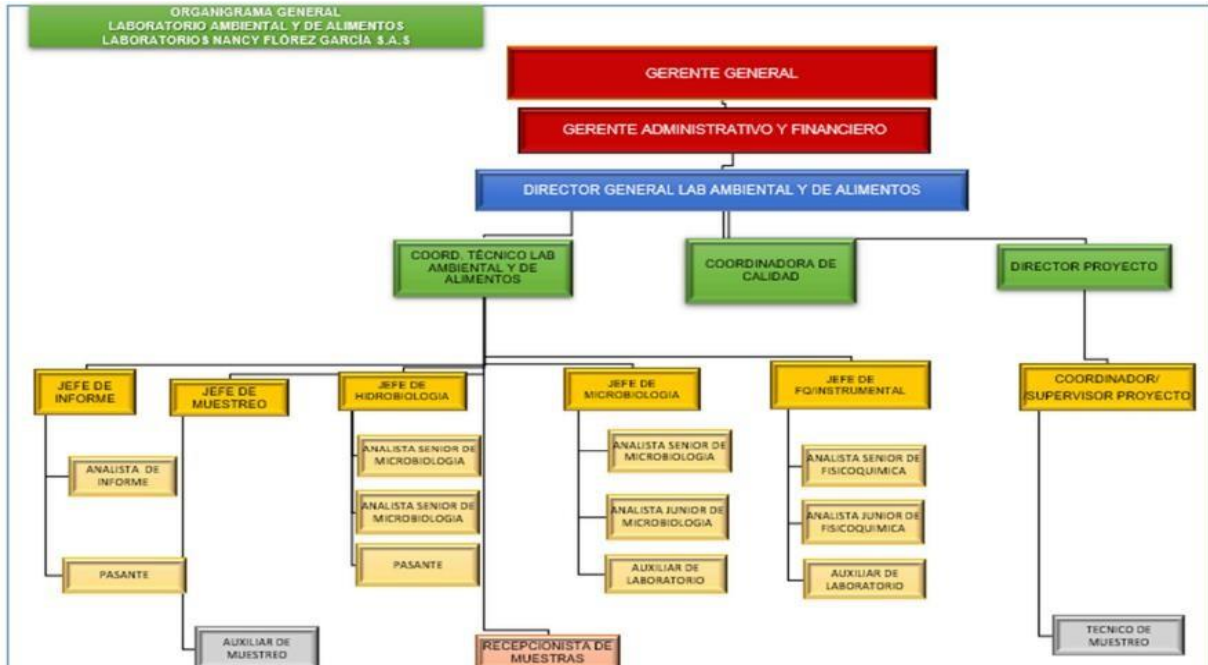 ORGANIGRAMA GENERAL
LABORATORIO AMBIENTAL Y DE ALIMENTOS
LABORATORIOS NANCY FLÓREZ GARCÍA S.A.S
GERENTE GENERAL
GERENTE ADMINISTRATIVO Y FINANCIERO
DIRECTOR GENERAL LAB AMBIENTAL Y DE ALIMENTOS
COORD. TÉCNICO LAB
AMBIENTAL Y DE
ALIMENTOS
COORDINADORA DE
CALIDAD
DIRECTOR PROYECTO
JEFE DE
INFORME
JEFE DE
MUESTREO
JEFE DE
HIDROBIOLOGIA
JEFE DE
MICROBIOLOGIA
JEFE DE
FQ/INSTRUMENTAL
COORDINADOR/
/SUPERVISOR PROYECTO
ANALISTA DE
INFORME
PASANTE
AUXILIAR DE
MUESTREO
ANALISTA SENIOR DE
MICROBIOLOGIA
ANALISTA SENIOR DE
MICROBIOLOGIA
PASANTE
RECEPCIONISTA DE
MUESTRAS
ANALISTA SENIOR DE
MICROBIOLOGIA
ANALISTA JUNIOR DE
MICROBIOLOGIA
AUXILIAR DE
LABORATORIO
ANALISTA SENIOR DE
FISICOQUIMICA
ANALISTA JUNIOR DE
FISICOQUIMICA
AUXILIAR DE
LABORATORIO
TECNICO DE
MUESTREO